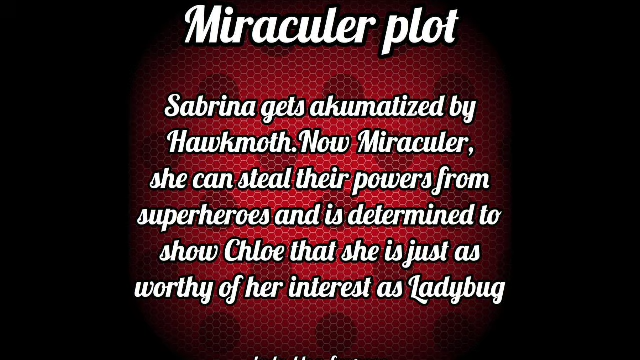 Miraculer plot
Sabrina gets akumatized by
Hawkmoth.Now Miraculer,
she can steal their powers from
superheroes and is determined to
show Chloe that she is just as
worthy of her interest as Ladybug